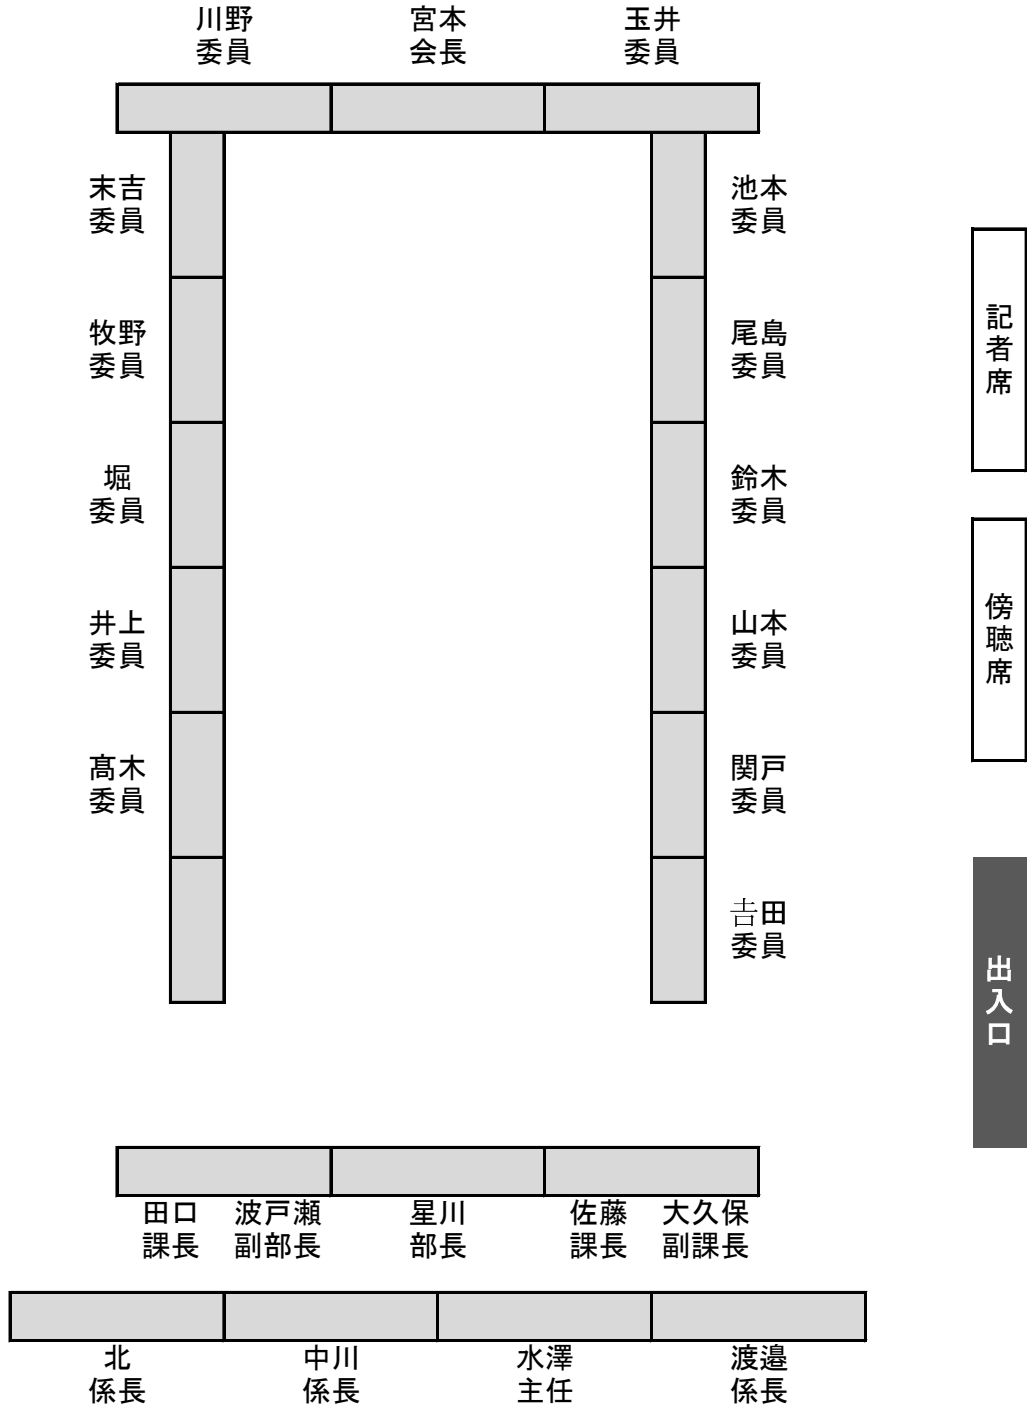 川野
委員
宮本
会長
玉井
委員
末吉
委員
池本
委員
牧野
委員
尾島
委員
堀
委員
鈴木
委員
井上
委員
山本
委員
髙木
委員
関戸
委員
𠮷田
委員
記者席
傍聴席
出入口
田口
課長
波戸瀬
副部長
星川
部長
佐藤
課長
大久保
副課長
北
係長
中川
係長
水澤
主任
渡邉
係長